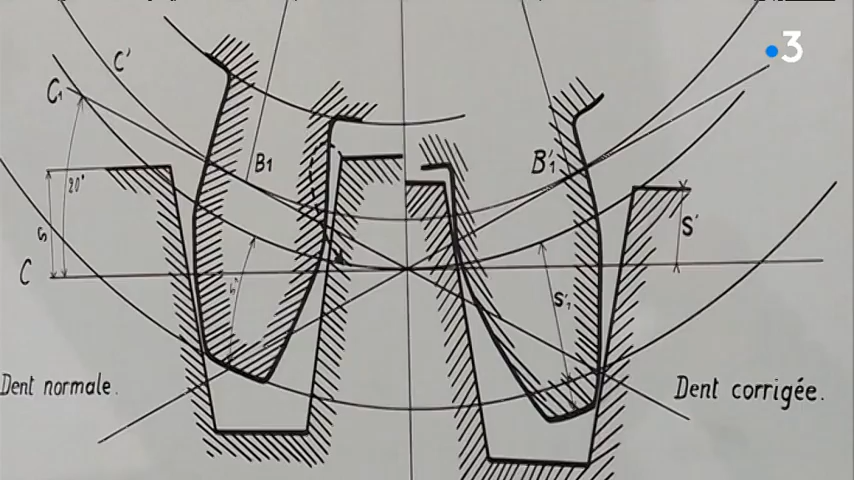 3
C'
C₁
B₁
B'₁
20°
S
S'
C
S'₁
Dent normale.
Dent corrigée.